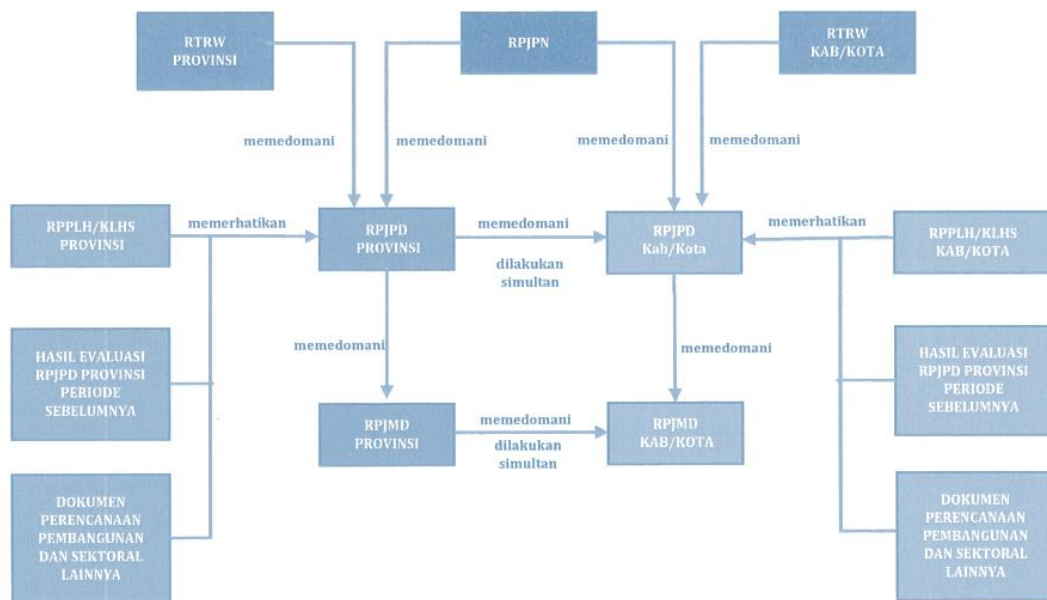 RTRW
PROVINSI
RPJPN
RTRW
KAB/KOTA
memedomani
memedomani
memedomani
memedomani
RPPLH/KLHS
PROVINSI
memerhatikan
RPJPD
PROVINSI
memedomani
dilakukan
simultan
RPJPD
Kab/Kota
memerhatikan
RPPLH/KLHS
KAB/KOTA
HASIL EVALUASI
RPJPD PROVINSI
PERIODE
SEBELUMNYA
memedomani
memedomani
HASIL EVALUASI
RPJPD PROVINSI
PERIODE
SEBELUMNYA
RPJMD
PROVINSI
memedomani
dilakukan
simultan
RPJMD
KAB/KOTA
DOKUMEN
PERENCANAAN
PEMBANGUNAN
DAN SEKTORAL
LAINNYA
DOKUMEN
PERENCANAAN
PEMBANGUNAN
DAN SEKTORAL
LAINNYA